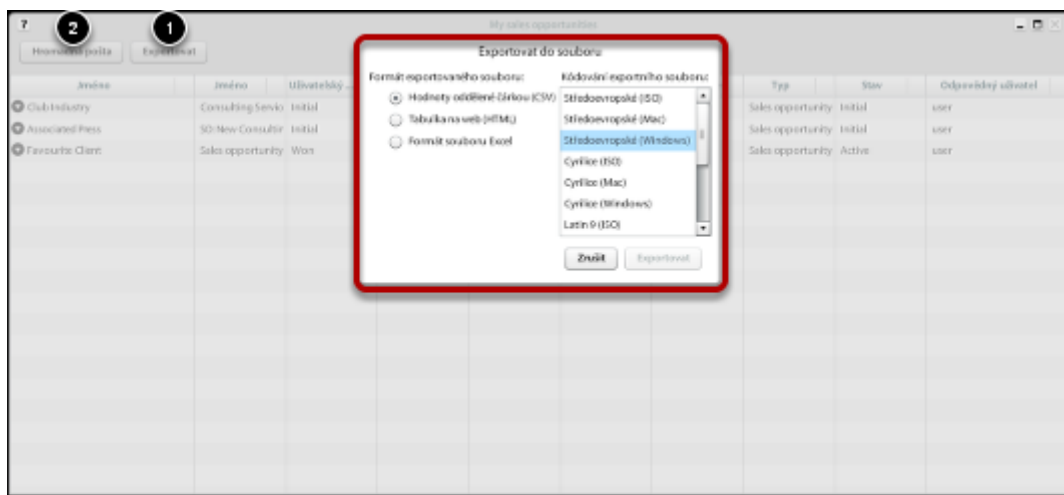 ? My sales opportunities
2 1
Hromadná pošta Exportovat
Exportovat do souboru
Formát exportovaného souboru: Kódování exportního souboru:
Hodnoty oddělené čárkou (CSV) Středoevropské (ISO)
Tabulka na web (HTML) Středoevropské (Mac)
Formát souboru Excel Středoevropské (Windows)
Cyrilice (ISO)
Cyrilice (Mac)
Cyrilice (Windows)
Latin 9 (ISO)
Zrušit Exportovat
Jméno Jméno Uživatelský ... Typ Stav Odpovědný uživatel
Club Industry Consulting Servic Initial Sales opportunity Initial user
Associated Press SO: New Consultin Initial Sales opportunity Initial user
Favourite Client Sales opportunity Won Sales opportunity Active user